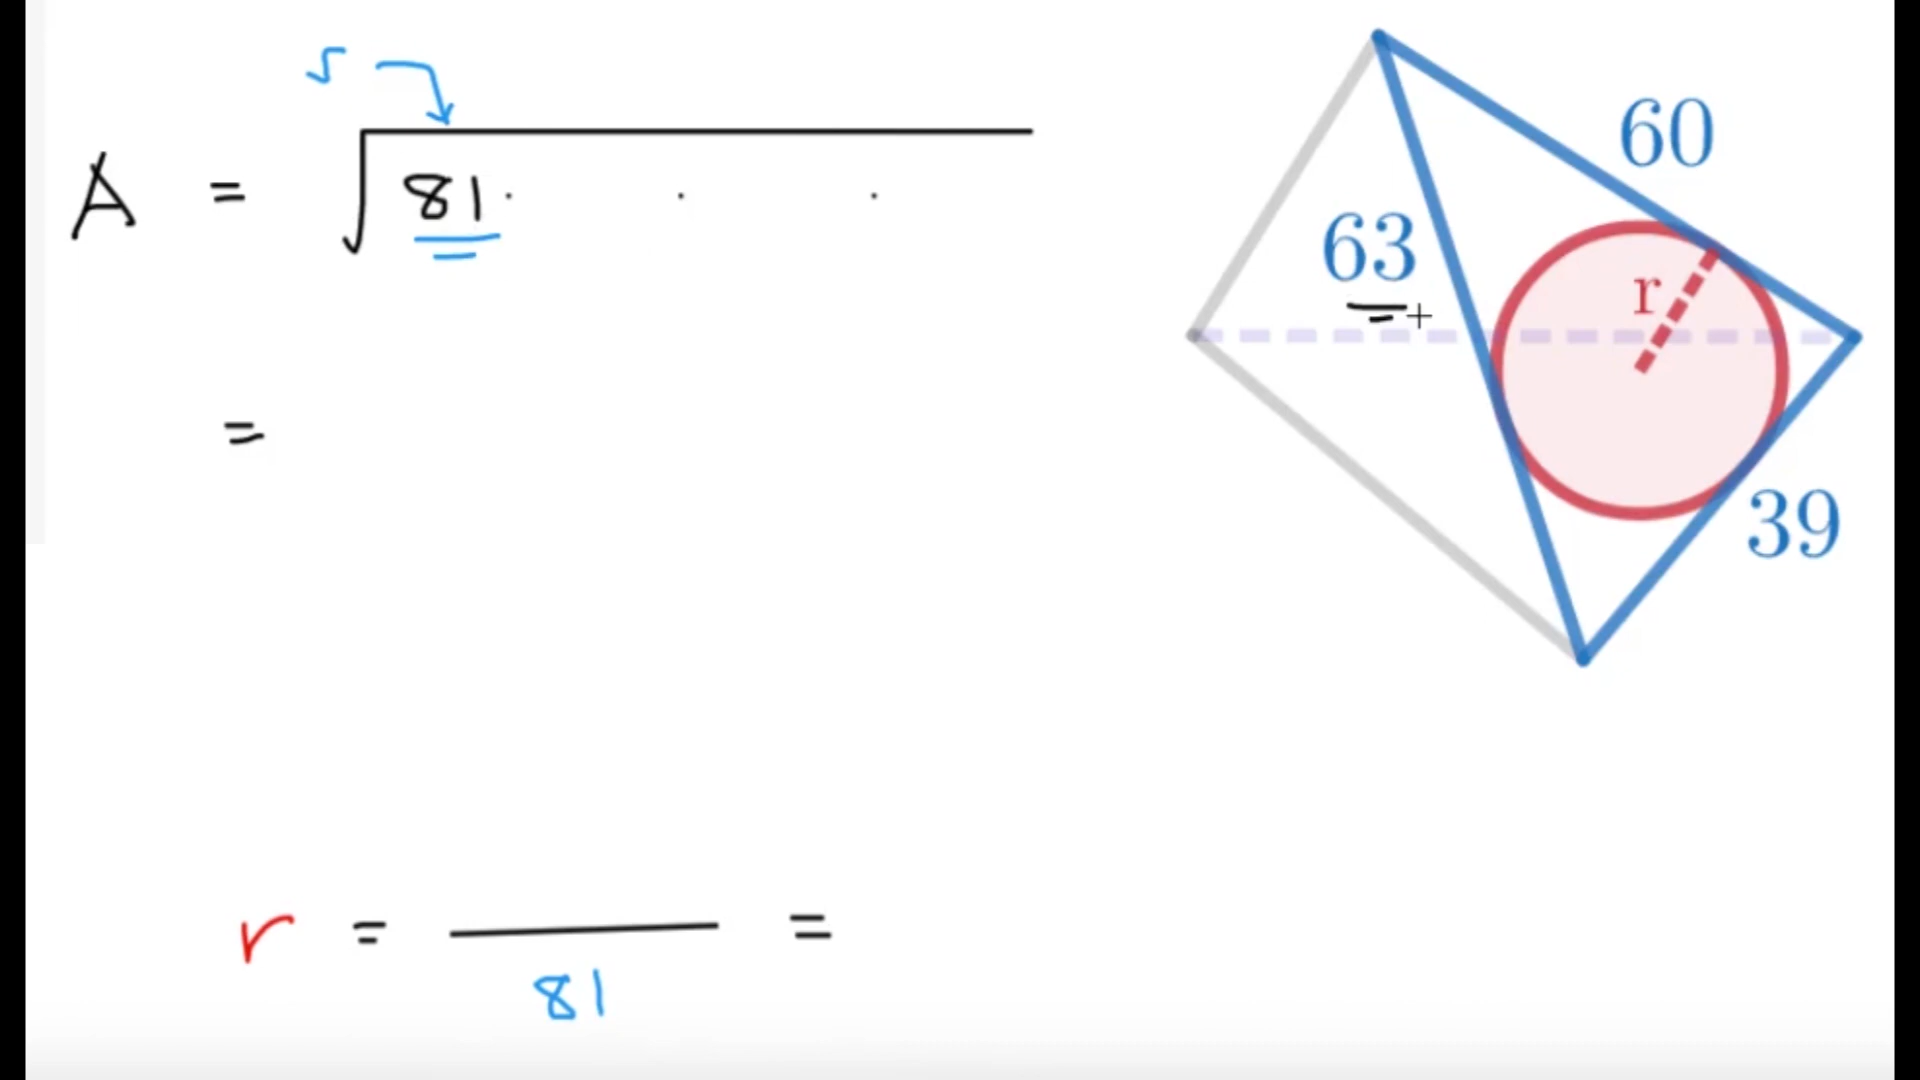 s
A = √81 · · ·
=
60
63
r
39
r = — =
81